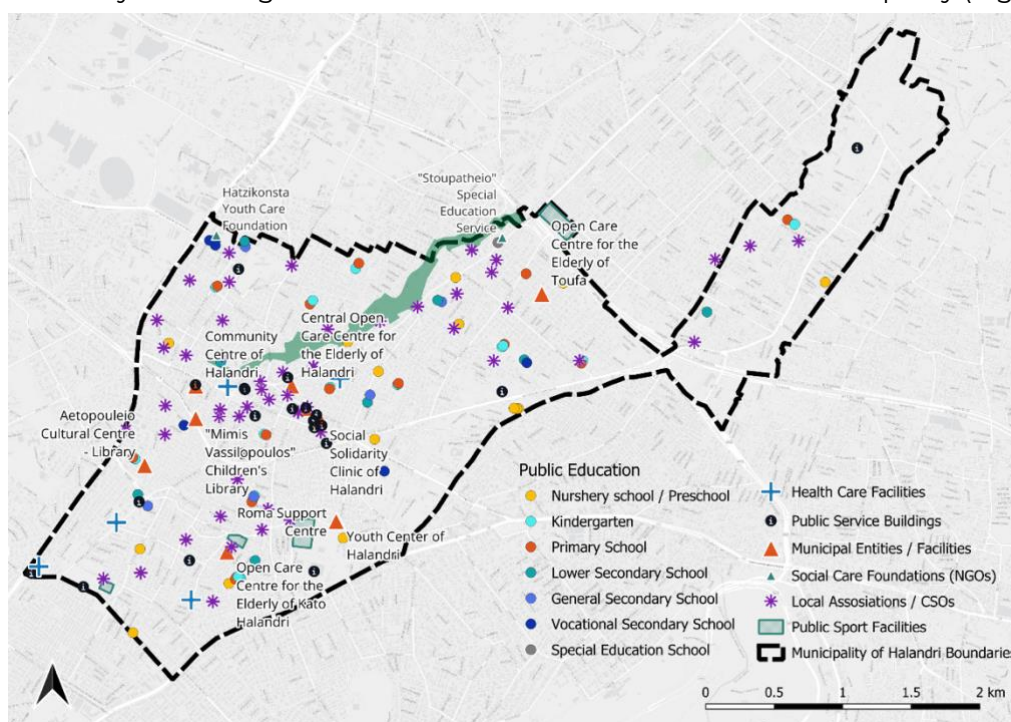 Hatzikonsta
Youth Care
Foundation
"Stoupatheio"
Special
Education
Service
Open Care
Centre for the
Elderly of
Toufa
Central Open
Care Centre for
the Elderly of
Halandri
Community
Centre of
Halandri
Aetopouleio
Cultural Centre
- Library
"Mimis
Vassilopoulos"
Children's
Library
Social
Solidarity
Clinic of
Halandri
Roma Support
Centre
Youth Center of
Halandri
Open Care
Centre for the
Elderly of Kato
Halandri
Public Education
Nurshery school / Preschool
Kindergarten
Primary School
Lower Secondary School
General Secondary School
Vocational Secondary School
Special Education School
Health Care Facilities
Public Service Buildings
Municipal Entities / Facilities
Social Care Foundations (NGOs)
Local Assosiations / CSOs
Public Sport Facilities
Municipality of Halandri Boundaries
0 0.5 1 1.5 2 km